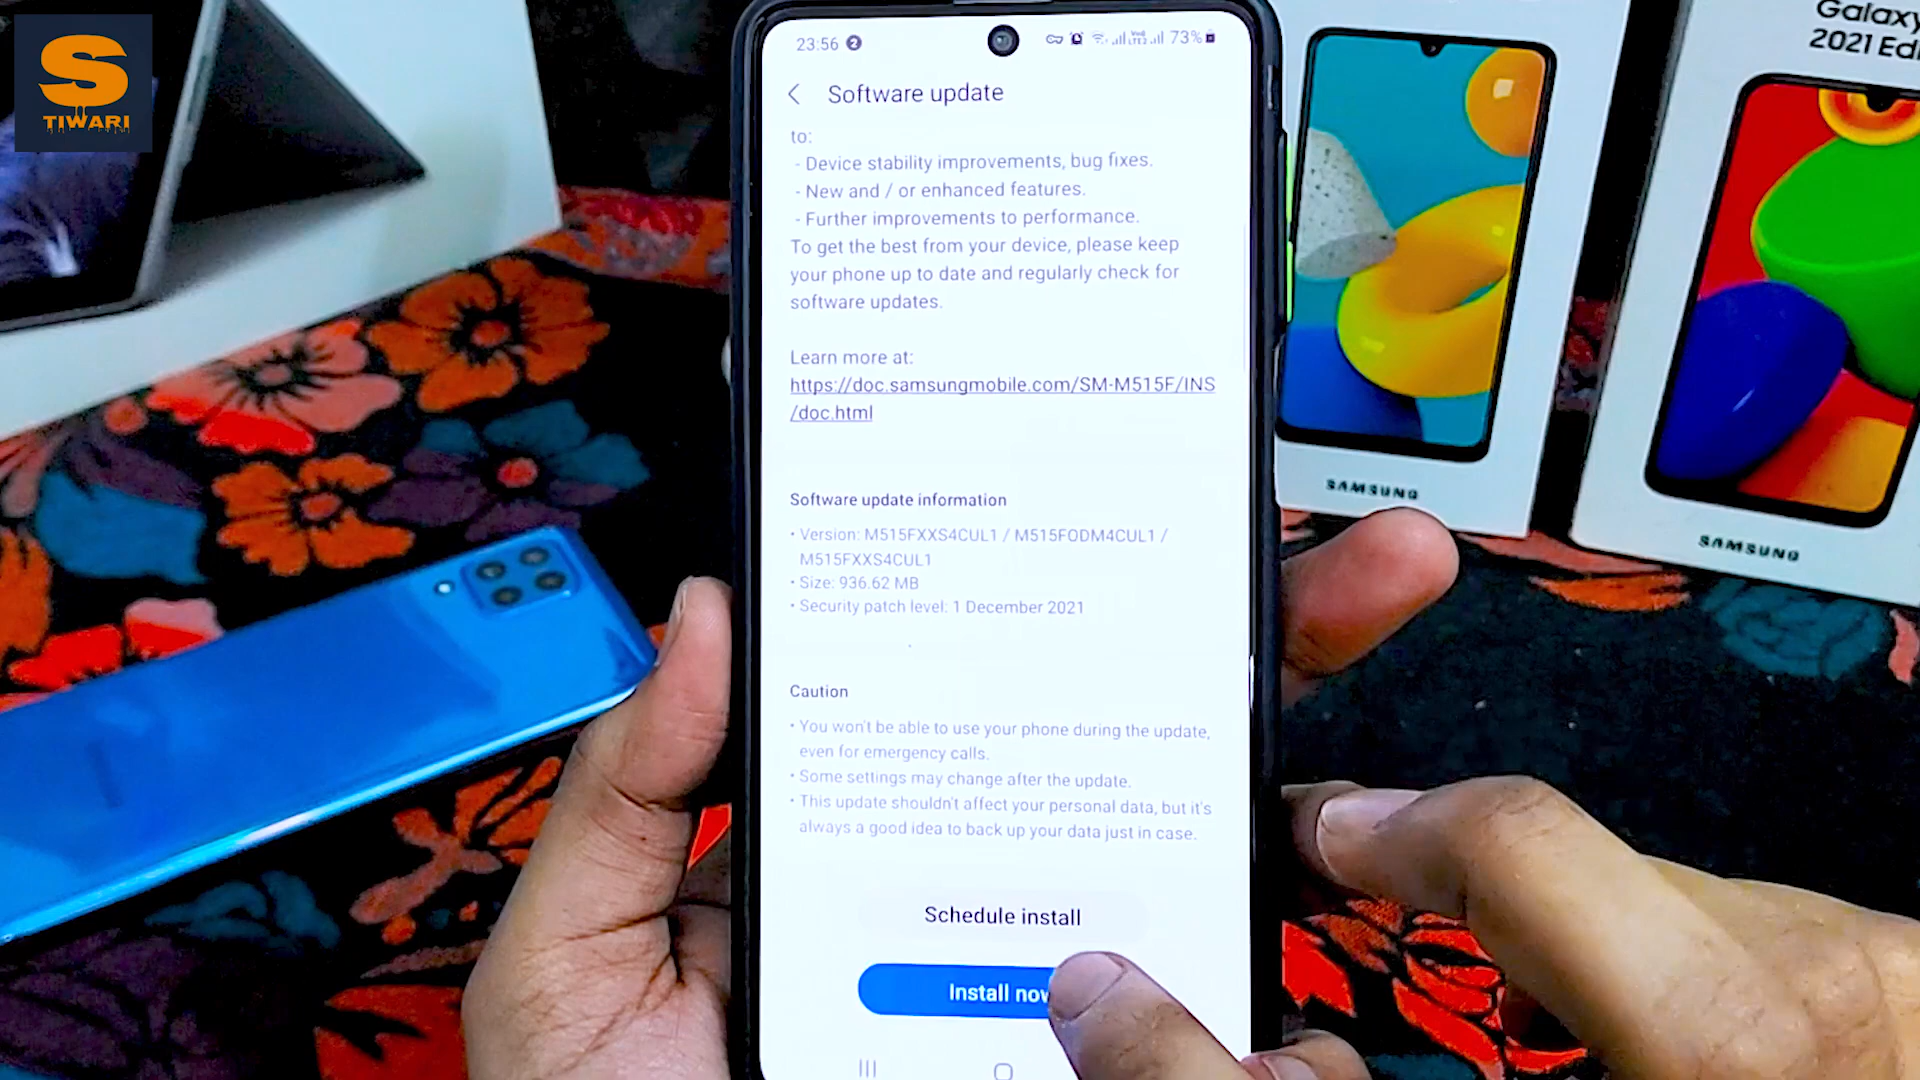 S
TIWARI
23:56 2
73%
Software update
to:
- Device stability improvements, bug fixes.
- New and / or enhanced features.
- Further improvements to performance.
To get the best from your device, please keep
your phone up to date and regularly check for
software updates.
Learn more at:
https://doc.samsungmobile.com/SM-M515F/INS
/doc.html
Software update information
• Version: M515FXXS4CUL1 / M515FODM4CUL1 /
M515FXXS4CUL1
• Size: 936.62 MB
• Security patch level: 1 December 2021
Caution
• You won't be able to use your phone during the update,
even for emergency calls.
• Some settings may change after the update.
• This update shouldn't affect your personal data, but it's
always a good idea to back up your data just in case.
Schedule install
Install now
SAMSUNG
Galaxy
2021 Edi
SAMSUNG